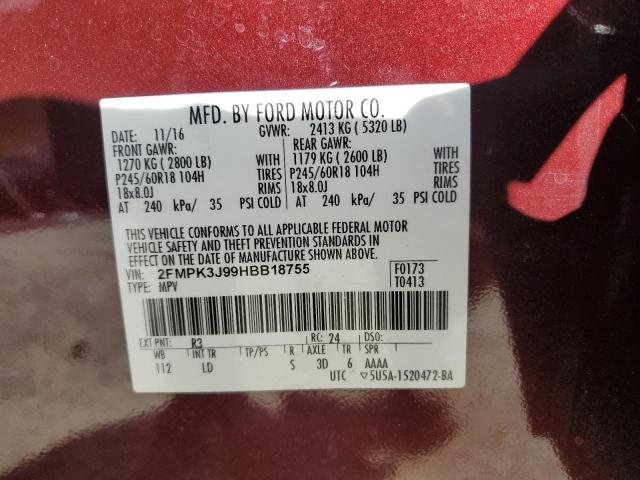 MFD. BY FORD MOTOR CO.
DATE: 11/16 GVWR: 2413 KG ( 5320 LB)
FRONT GAWR: REAR GAWR:
1270 KG ( 2800 LB) WITH 1179 KG ( 2600 LB) WITH
P245/60R18 104H TIRES P245/60R18 104H TIRES
18x8.0J RIMS 18x8.0J RIMS
AT 240 kPa/ 35 PSI COLD AT 240 kPa/ 35 PSI COLD
THIS VEHICLE CONFORMS TO ALL APPLICABLE FEDERAL MOTOR
VEHICLE SAFETY AND THEFT PREVENTION STANDARDS IN
EFFECT ON THE DATE OF MANUFACTURE SHOWN ABOVE.
VIN: 2FMPK3J99HBB18755 F0173
TYPE: MPV T0413
EXT PNT: R3 RC: 24 DSO:
WB INT TR TP/PS R AXLE TR SPR
112 LD S 3D 6 AAAA
UTC ▽5U5A-1520472-BA